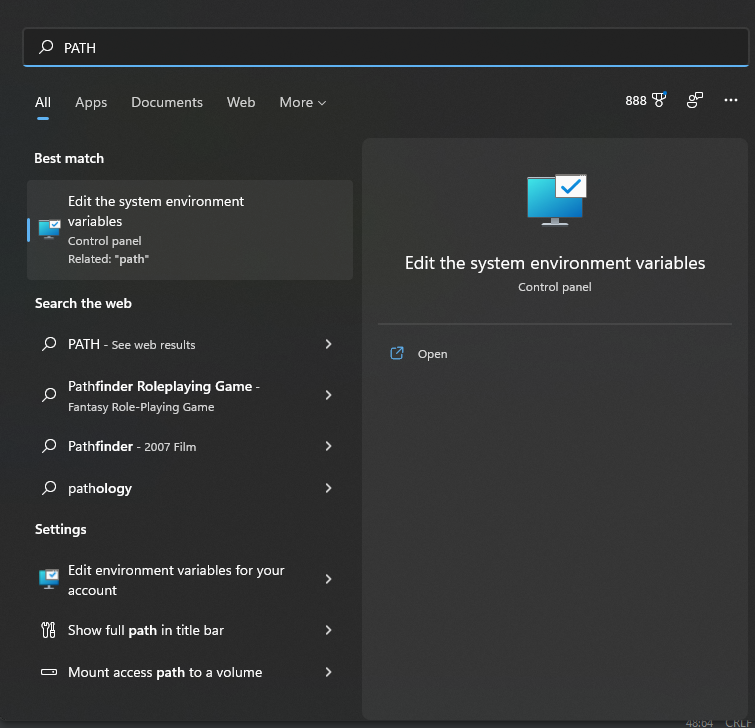 PATH
All Apps Documents Web More 888
Best match
Edit the system environment
variables
Control panel
Related: "path"
Search the web
PATH - See web results
Pathfinder Roleplaying Game -
Fantasy Role-Playing Game
Pathfinder - 2007 Film
pathology
Settings
Edit environment variables for your
account
Show full path in title bar
Mount access path to a volume
Edit the system environment variables
Control panel
Open